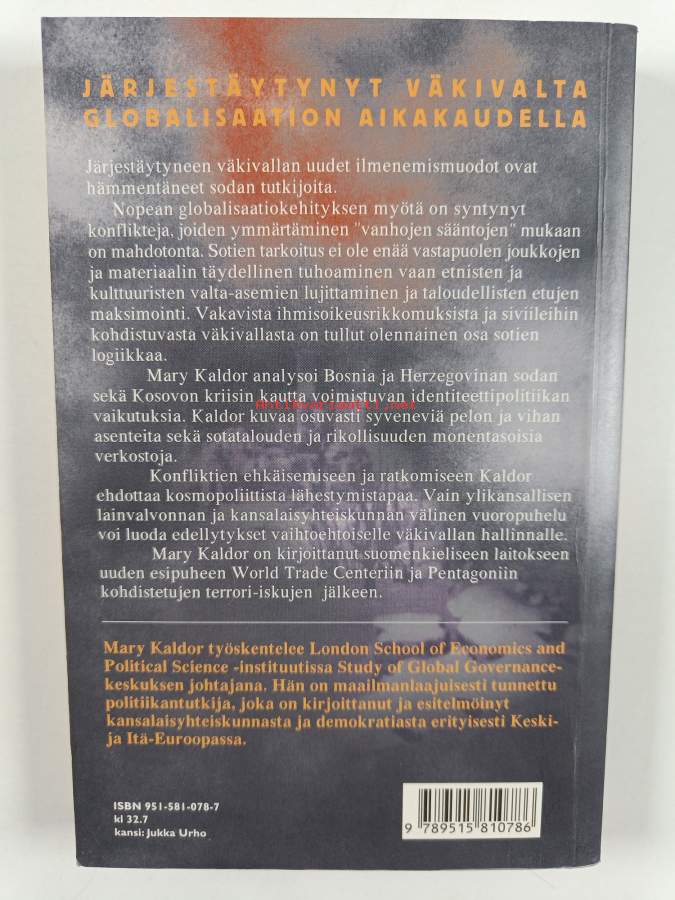 JÄRJESTÄYTYNYT VÄKIVALTA
GLOBALISAATION AIKAKAUDELLA
Järjestäytyneen väkivallan uudet ilmenemismuodot ovat
hämmentäneet sodan tutkijoita.
Nopean globalisaatiokehityksen myötä on syntynyt
konflikteja, joiden ymmärtäminen "vanhojen sääntojen" mukaan
on mahdotonta. Sotien tarkoitus ei ole enää vastapuolen joukkojen
ja materiaalin täydellinen tuhoaminen vaan etnisten ja
kulttuuristen valta-asemien lujittaminen ja taloudellisten etujen
maksimointi. Vakavista ihmisoikeusrikkomuksista ja siviileihin
kohdistuvasta väkivallasta on tullut olennainen osa sotien
logiikkaa.
Mary Kaldor analysoi Bosnia ja Herzegovinan sodan
sekä Kosovon kriisin kautta voimistuvan identiteettipolitiikan
vaikutuksia. Kaldor kuvaa osuvasti syveneviä pelon ja vihan
asenteita sekä sotatalouden ja rikollisuuden monentasoisia
verkostoja.
Konfliktien ehkäisemiseen ja ratkomiseen Kaldor
ehdottaa kosmopoliittista lähestymistapaa. Vain ylikansallisen
lainvalvonnan ja kansalaisyhteiskunnan välinen vuoropuhelu
voi luoda edellytykset vaihtoehtoiselle väkivallan hallinnalle.
Mary Kaldor on kirjoittanut suomenkieliseen laitokseen
uuden esipuheen World Trade Centeriin ja Pentagoniin
kohdistetujen terrori-iskujen jälkeen.
Mary Kaldor työskentelee London School of Economics and
Political Science -instituutissa Study of Global Governance-
keskuksen johtajana. Hän on maailmanlaajuisesti tunnettu
politiikantutkija, joka on kirjoittanut ja esitelmöinyt
kansalaisyhteiskunnasta ja demokratiasta erityisesti Keski-
ja Itä-Euroopassa.
ISBN 951-581-078-7
kl 32.7
kansi: Jukka Urho
9 789515 810786